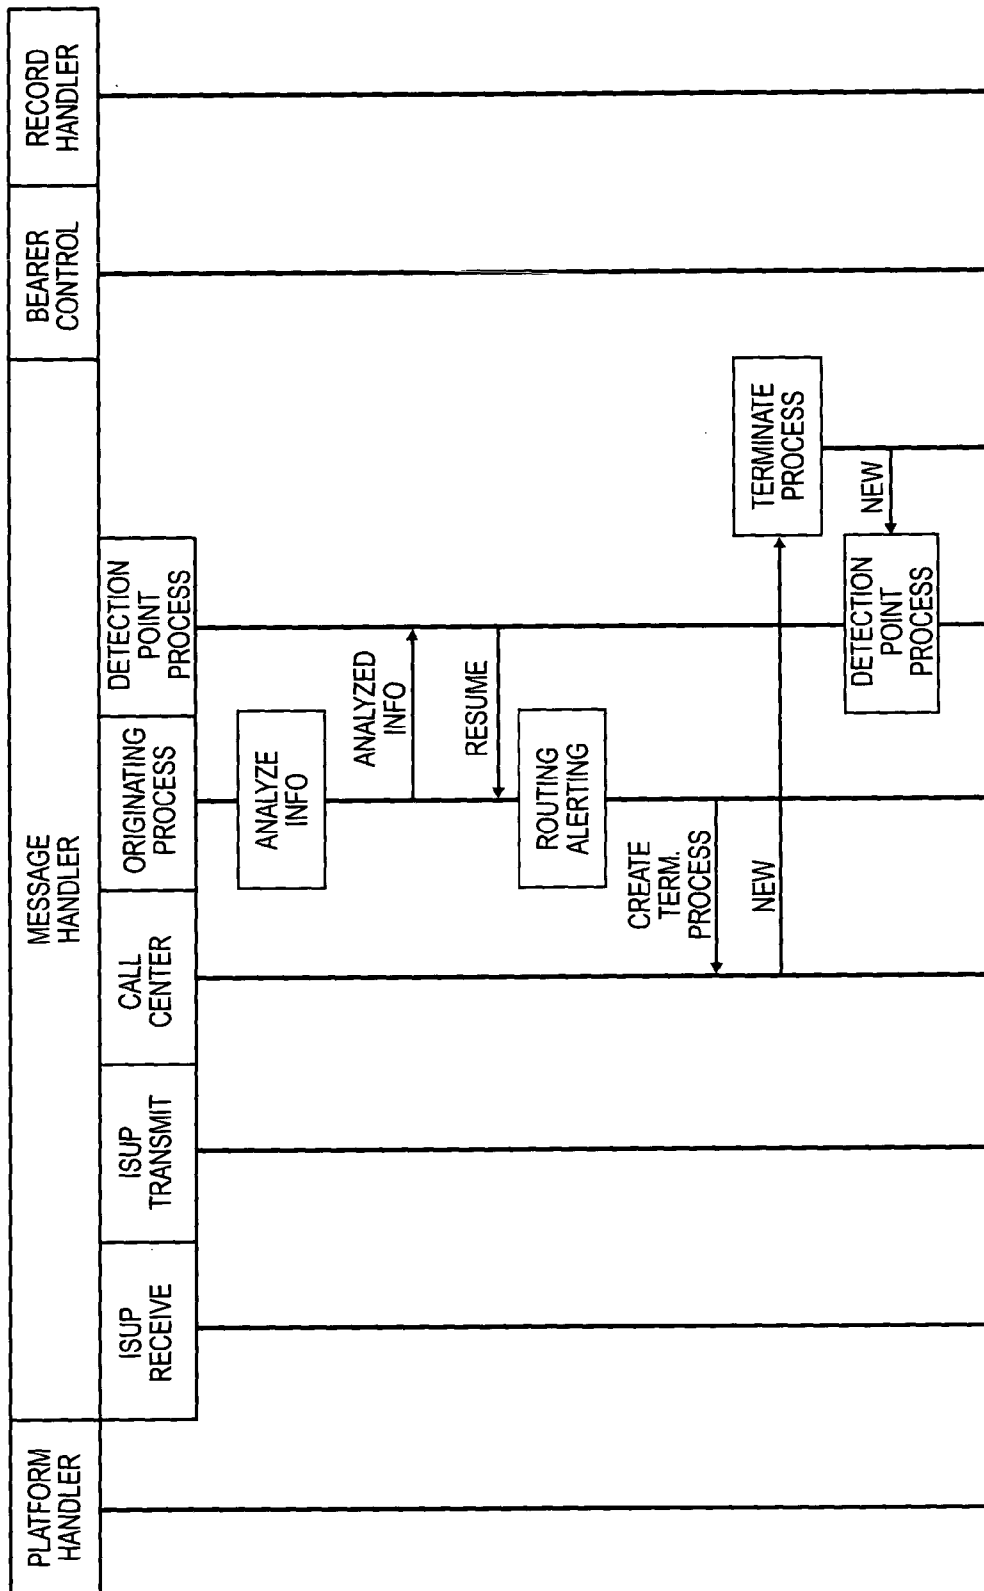 PLATFORM
HANDLER
MESSAGE
HANDLER
BEARER
CONTROL
RECORD
HANDLER
ISUP
RECEIVE
ISUP
TRANSMIT
CALL
CENTER
ORIGINATING
PROCESS
DETECTION
POINT
PROCESS
ANALYZE
INFO
ANALYZED
INFO
RESUME
ROUTING
ALERTING
CREATE
TERM.
PROCESS
NEW
TERMINATE
PROCESS
NEW
DETECTION
POINT
PROCESS